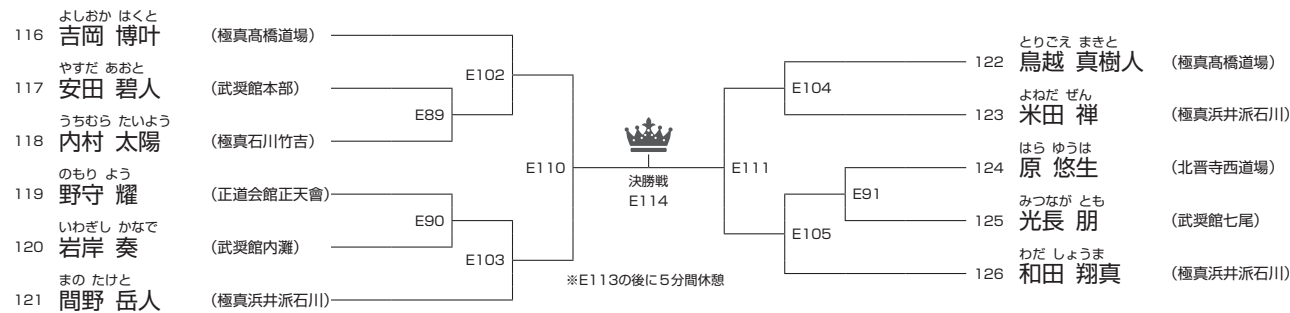 よしおか はくと
116 吉岡 博叶 (極真髙橋道場)
やすだ あおと
117 安田 碧人 (武奨館本部)
うちむら たいよう
118 内村 太陽 (極真石川竹吉)
のもり よう
119 野守 耀 (正道会館正天會)
いわぎし かなで
120 岩岸 奏 (武奨館内灘)
まの たけと
121 間野 岳人 (極真浜井派石川)
E102
E89
E90
E103
E110
決勝戦
E114
※E113の後に5分間休憩
E111
E104
E91
E105
とりごえ まきと
122 鳥越 真樹人 (極真髙橋道場)
よねだ ぜん
123 米田 禅 (極真浜井派石川)
はら ゆうは
124 原 悠生 (北晋寺西道場)
みつなが とも
125 光長 朋 (武奨館七尾)
わだ しょうま
126 和田 翔真 (極真浜井派石川)